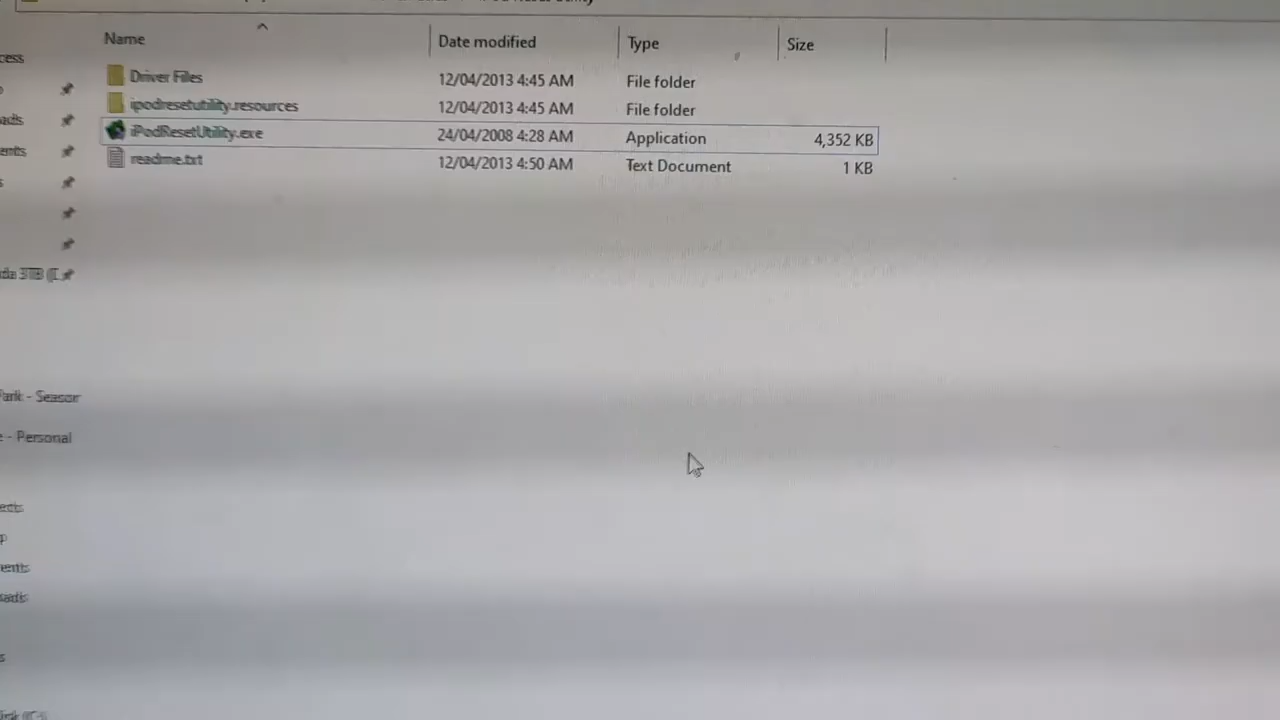 Name Date modified Type Size
Driver Files 12/04/2013 4:45 AM File folder
ipodresetutility.resources 12/04/2013 4:45 AM File folder
iPodResetUtility.exe 24/04/2008 4:28 AM Application 4,352 KB
readme.txt 12/04/2013 4:50 AM Text Document 1 KB
Park - Season
- Personal